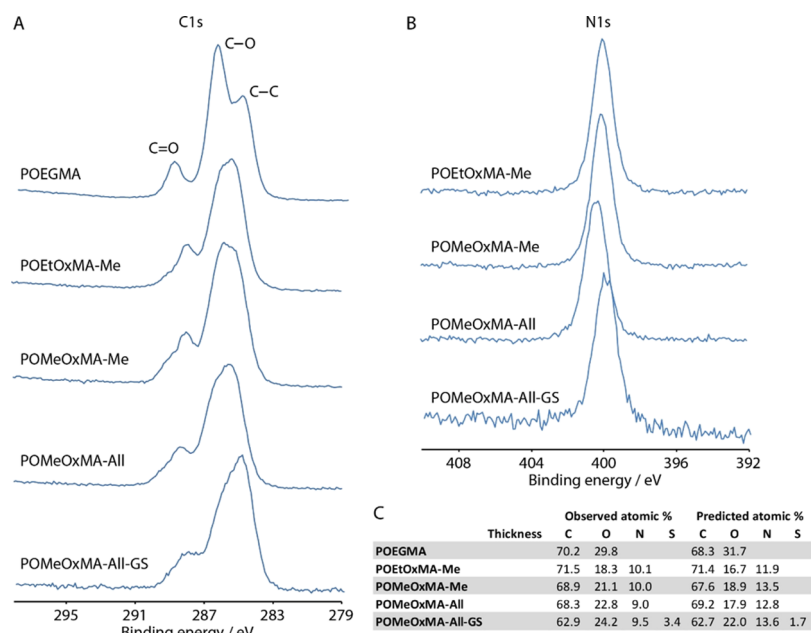 A
C1s
C–O
C–C
C=O
POEGMA
POEtOxMA-Me
POMeOxMA-Me
POMeOxMA-All
POMeOxMA-All-GS
295 291 287 283 279
Binding energy / eV
B
N1s
POEtOxMA-Me
POMeOxMA-Me
POMeOxMA-All
POMeOxMA-All-GS
408 404 400 396 392
Binding energy / eV
C
Observed atomic % Predicted atomic %
Thickness C O N S C O N S
POEGMA 70.2 29.8 68.3 31.7
POEtOxMA-Me 71.5 18.3 10.1 71.4 16.7 11.9
POMeOxMA-Me 68.9 21.1 10.0 67.6 18.9 13.5
POMeOxMA-All 68.3 22.8 9.0 69.2 17.9 12.8
POMeOxMA-All-GS 62.9 24.2 9.5 3.4 62.7 22.0 13.6 1.7